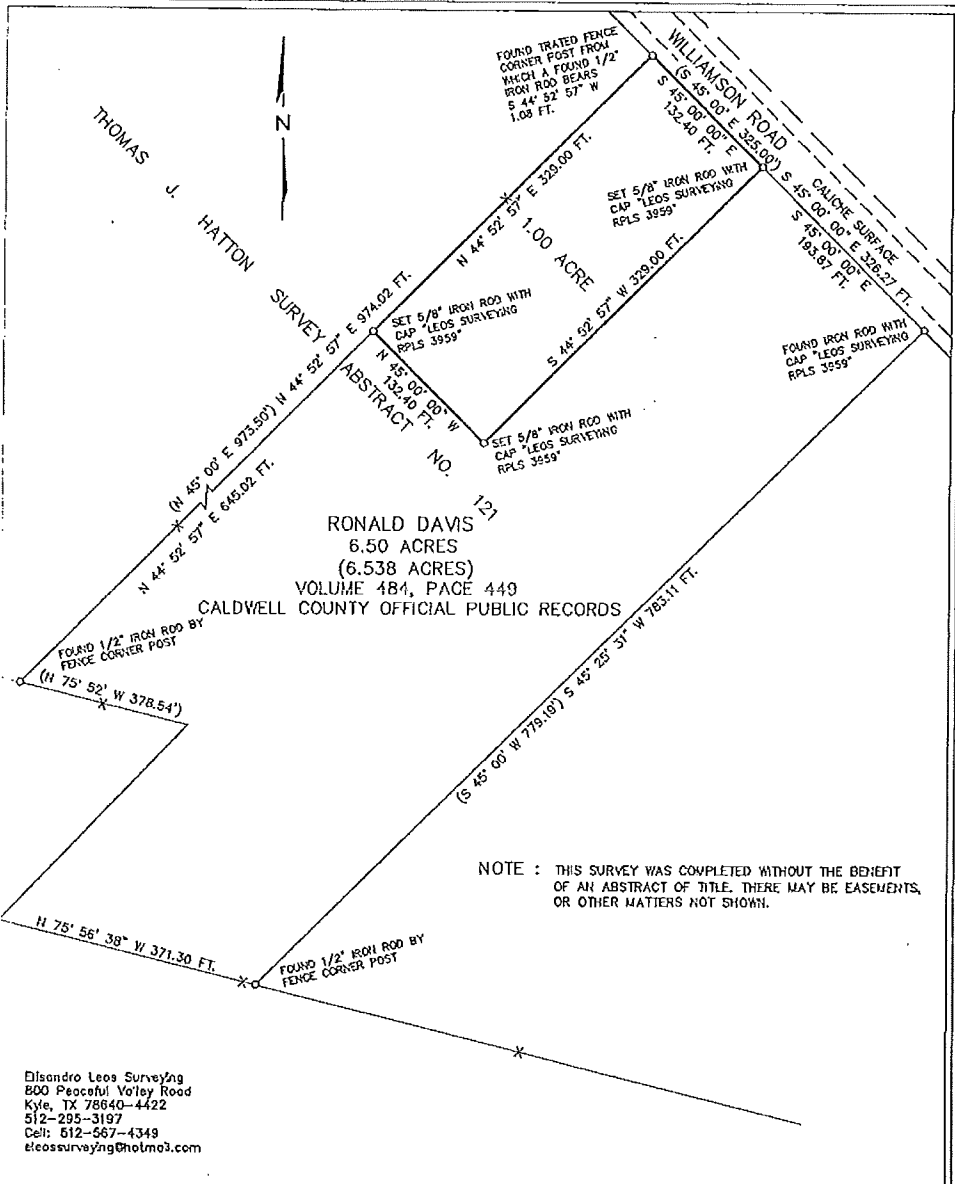 FOUND TRATED FENCE
CORNER POST FROM
WHICH A FOUND 1/2"
IRON ROD BEARS
S 44° 52' 57" W
1.08 FT.
WILLIAMSON ROAD
(S 45° 00' E 325.00') S 45° 00' 00" E 326.27 FT.
S 45° 00' 00" E
132.40 FT.
CALICHE SURFACE
S 45° 00' 00" E
193.87 FT.
N
THOMAS J. HATTON SURVEY ABSTRACT NO. 121
SET 5/8" IRON ROD WITH
CAP "LEOS SURVEYING
RPLS 3959"
N 44° 52' 57" E 329.00 FT.
1.00 ACRE
S 44° 52' 57" W 329.00 FT.
SET 5/8" IRON ROD WITH
CAP "LEOS SURVEYING
RPLS 3959"
N 45° 00' 00" W
132.40 FT.
SET 5/8" IRON ROD WITH
CAP "LEOS SURVEYING
RPLS 3959"
FOUND IRON ROD WITH
CAP "LEOS SURVEYING
RPLS 3959"
(N 45° 00' E 973.50') N 44° 52' 57" E 974.02 FT.
N 44° 52' 57" E 645.02 FT.
RONALD DAVIS
6.50 ACRES
(6.538 ACRES)
VOLUME 484, PAGE 449
CALDWELL COUNTY OFFICIAL PUBLIC RECORDS
FOUND 1/2" IRON ROD BY
FENCE CORNER POST
(N 75° 52' W 378.54')
(S 45° 00' W 779.19') S 45° 25' 31" W 783.11 FT.
NOTE : THIS SURVEY WAS COMPLETED WITHOUT THE BENEFIT
OF AN ABSTRACT OF TITLE. THERE MAY BE EASEMENTS,
OR OTHER MATTERS NOT SHOWN.
N 75° 56' 38" W 371.30 FT.
FOUND 1/2" IRON ROD BY
FENCE CORNER POST
Elisandro Leos Surveying
800 Peaceful Valley Road
Kyle, TX 78640-4422
512-295-3197
Cell: 512-567-4349
eleossurveying@hotmail.com